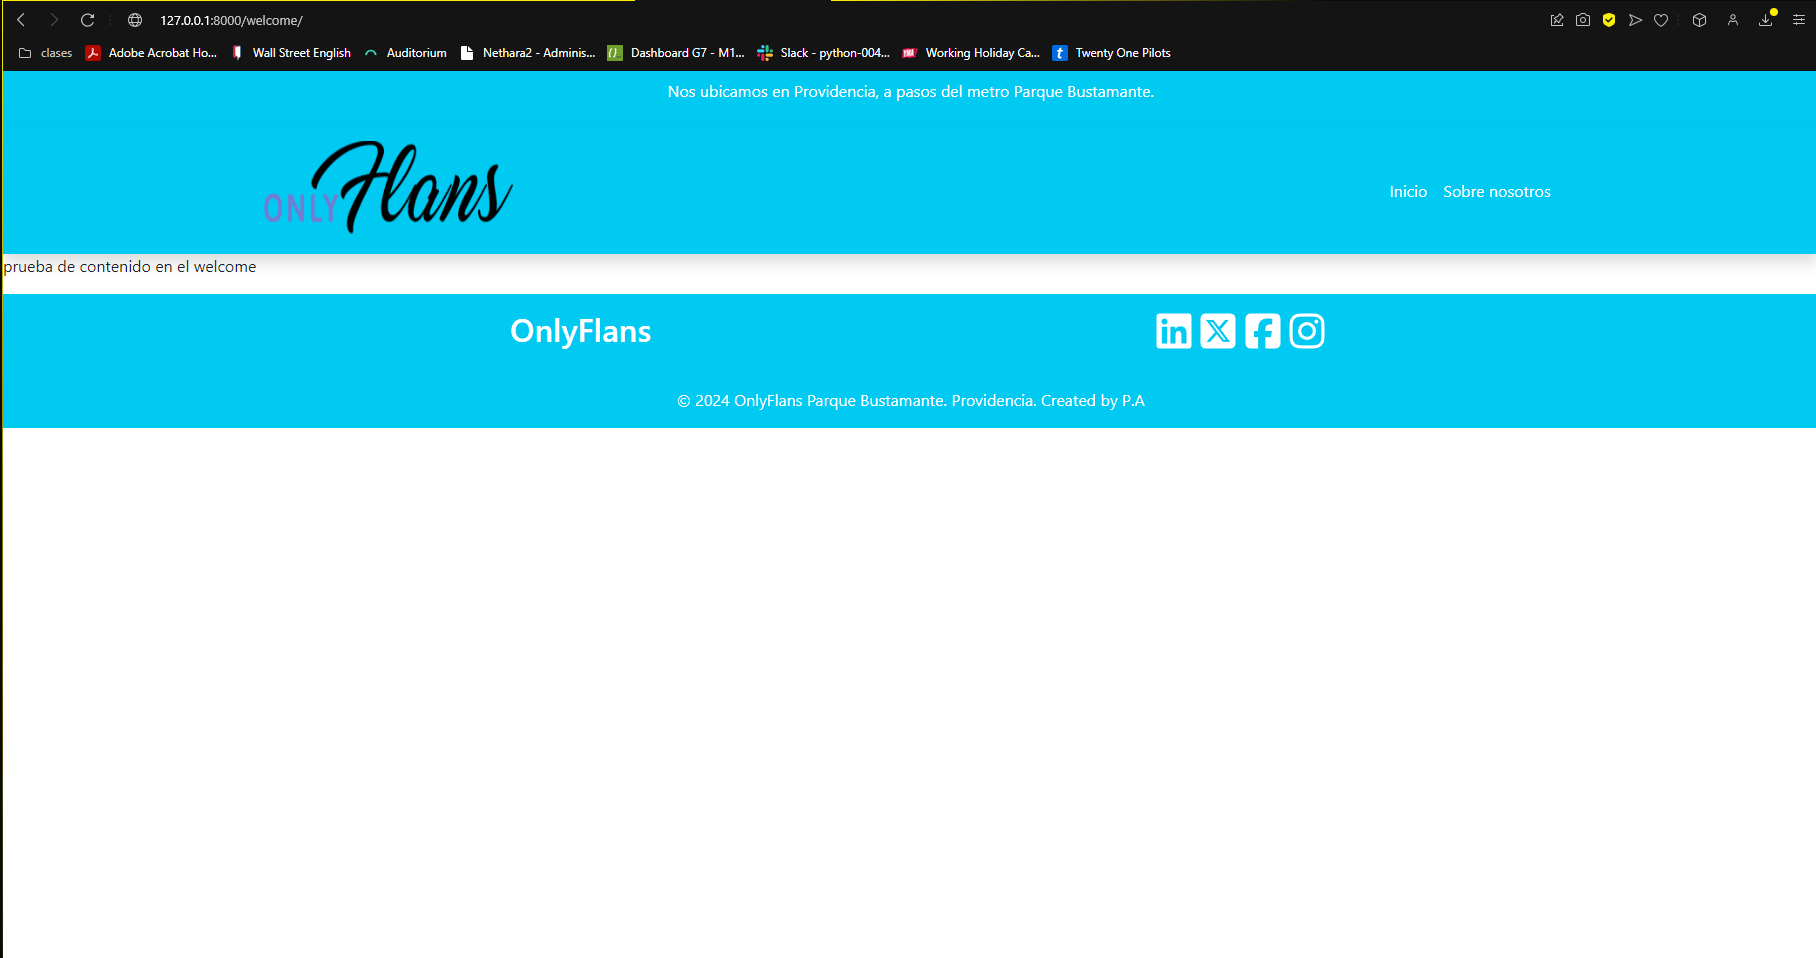 127.0.0.1:8000/welcome/
clases Adobe Acrobat Ho... Wall Street English Auditorium Nethara2 - Adminis... Dashboard G7 - M1... Slack - python-004... Working Holiday Ca... Twenty One Pilots
Nos ubicamos en Providencia, a pasos del metro Parque Bustamante.
ONLY Flans
Inicio Sobre nosotros
prueba de contenido en el welcome
OnlyFlans
© 2024 OnlyFlans Parque Bustamante. Providencia. Created by P.A